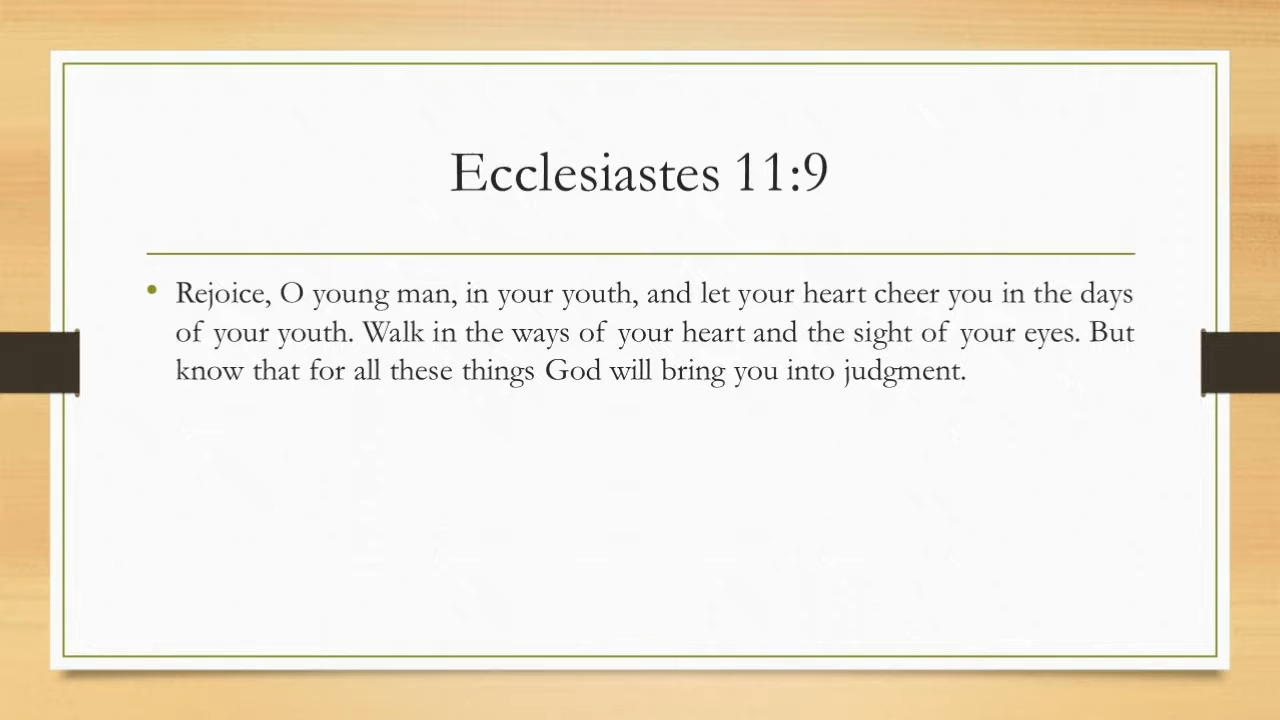 Ecclesiastes 11:9
• Rejoice, O young man, in your youth, and let your heart cheer you in the days
of your youth. Walk in the ways of your heart and the sight of your eyes. But
know that for all these things God will bring you into judgment.